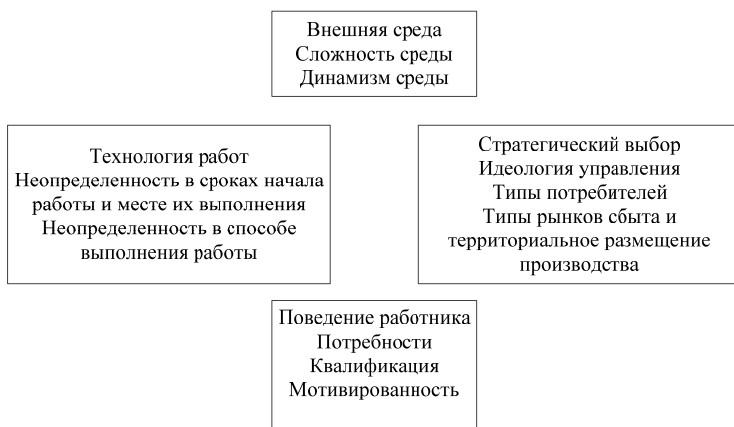 Внешняя среда
Сложность среды
Динамизм среды
Технология работ
Неопределенность в сроках начала
работы и месте их выполнения
Неопределенность в способе
выполнения работы
Стратегический выбор
Идеология управления
Типы потребителей
Типы рынков сбыта и
территориальное размещение
производства
Поведение работника
Потребности
Квалификация
Мотивированность